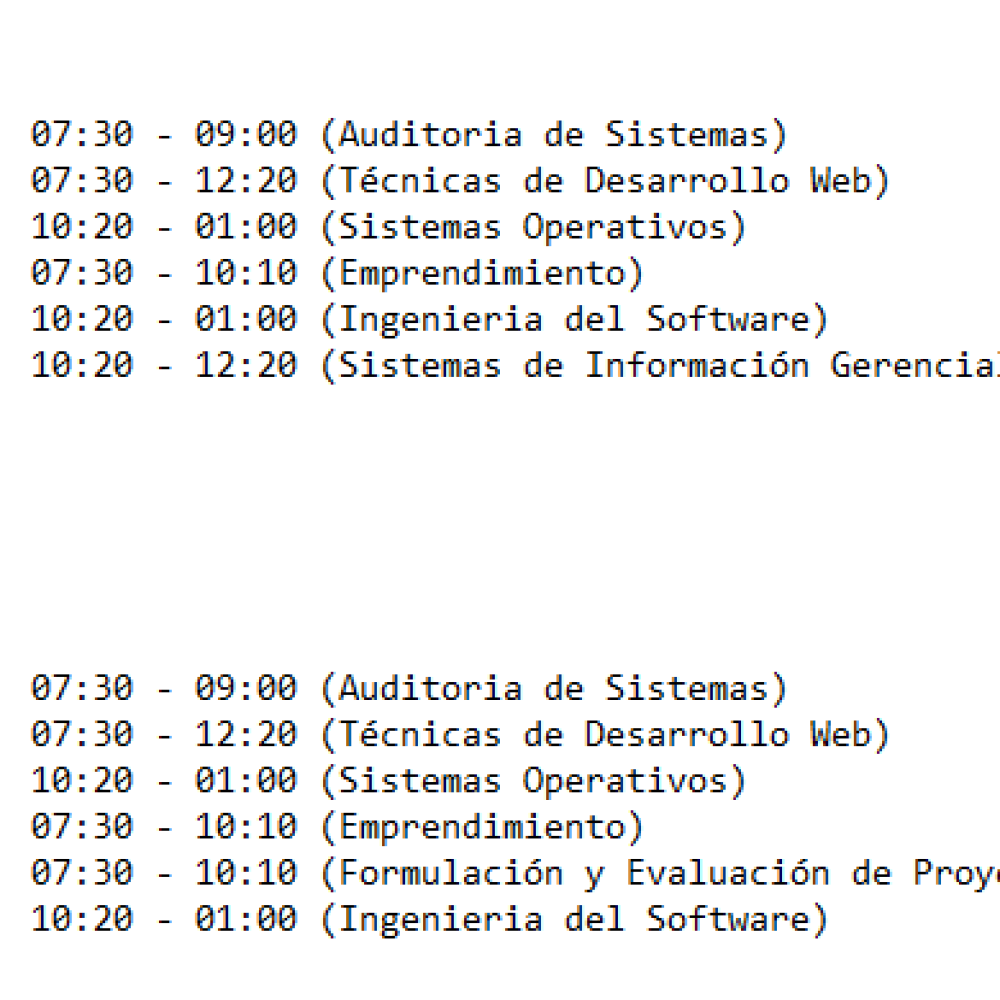 07:30 - 09:00 (Auditoria de Sistemas)
07:30 - 12:20 (Técnicas de Desarrollo Web)
10:20 - 01:00 (Sistemas Operativos)
07:30 - 10:10 (Emprendimiento)
10:20 - 01:00 (Ingenieria del Software)
10:20 - 12:20 (Sistemas de Información Gerencial
07:30 - 09:00 (Auditoria de Sistemas)
07:30 - 12:20 (Técnicas de Desarrollo Web)
10:20 - 01:00 (Sistemas Operativos)
07:30 - 10:10 (Emprendimiento)
07:30 - 10:10 (Formulación y Evaluación de
10:20 - 01:00 (Ingenieria del Software)